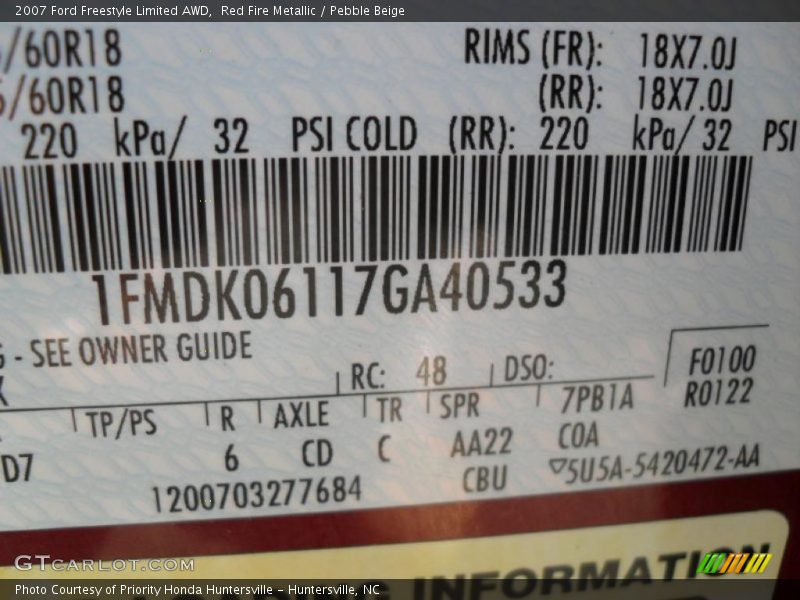 2007 Ford Freestyle Limited AWD, Red Fire Metallic / Pebble Beige
/60R18 RIMS (FR): 18X7.0J
/60R18 (RR): 18X7.0J
220 kPa/ 32 PSI COLD (RR): 220 kPa/ 32 PSI
1FMDK06117GA40533
- SEE OWNER GUIDE
RC: 48 DSO: F0100
R0122
TP/PS R AXLE TR SPR 7PB1A
D7 6 CD C AA22 COA
1200703277684 CBU ▽5U5A-5420472-AA
GTCARLOT.COM
INFORMATION
Photo Courtesy of Priority Honda Huntersville – Huntersville, NC